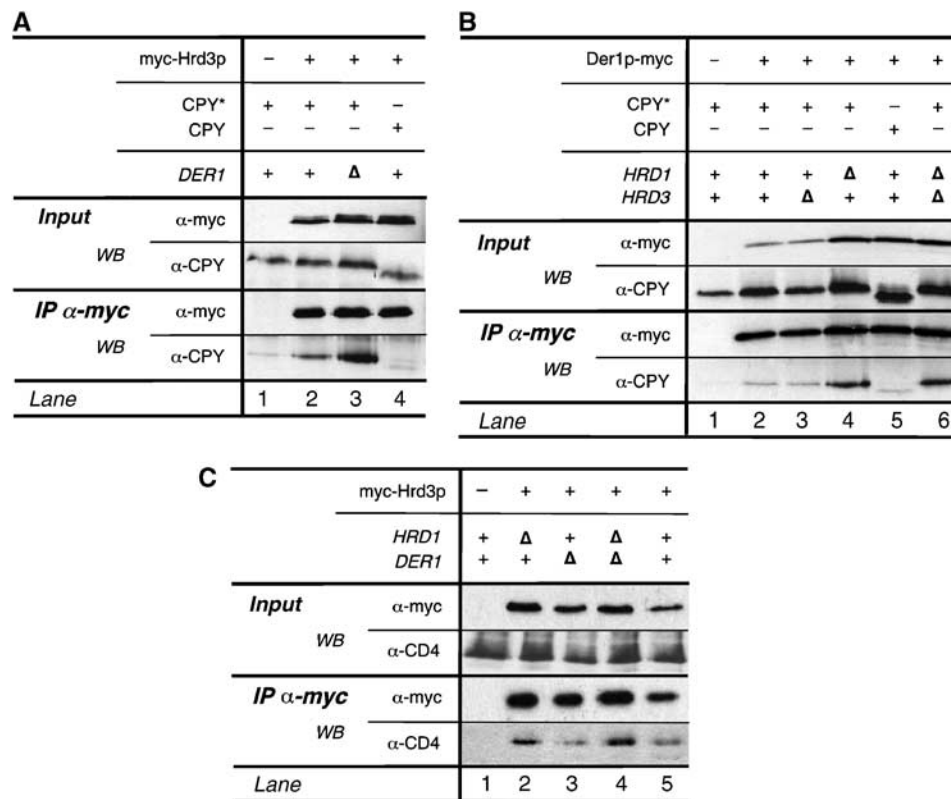 A
myc-Hrd3p – + + +
CPY* + + + –
CPY – – – +
DER1 + + Δ +
Input α-myc
WB
α-CPY
IP α-myc α-myc
WB
α-CPY
Lane 1 2 3 4
B
Der1p-myc – + + + + +
CPY* + + + + – +
CPY – – – – + –
HRD1 + + + Δ + Δ
HRD3 + + Δ + + Δ
Input α-myc
WB
α-CPY
IP α-myc α-myc
WB
α-CPY
Lane 1 2 3 4 5 6
C
myc-Hrd3p – + + + +
HRD1 + Δ + Δ +
DER1 + + Δ Δ +
Input α-myc
WB
α-CD4
IP α-myc α-myc
WB
α-CD4
Lane 1 2 3 4 5